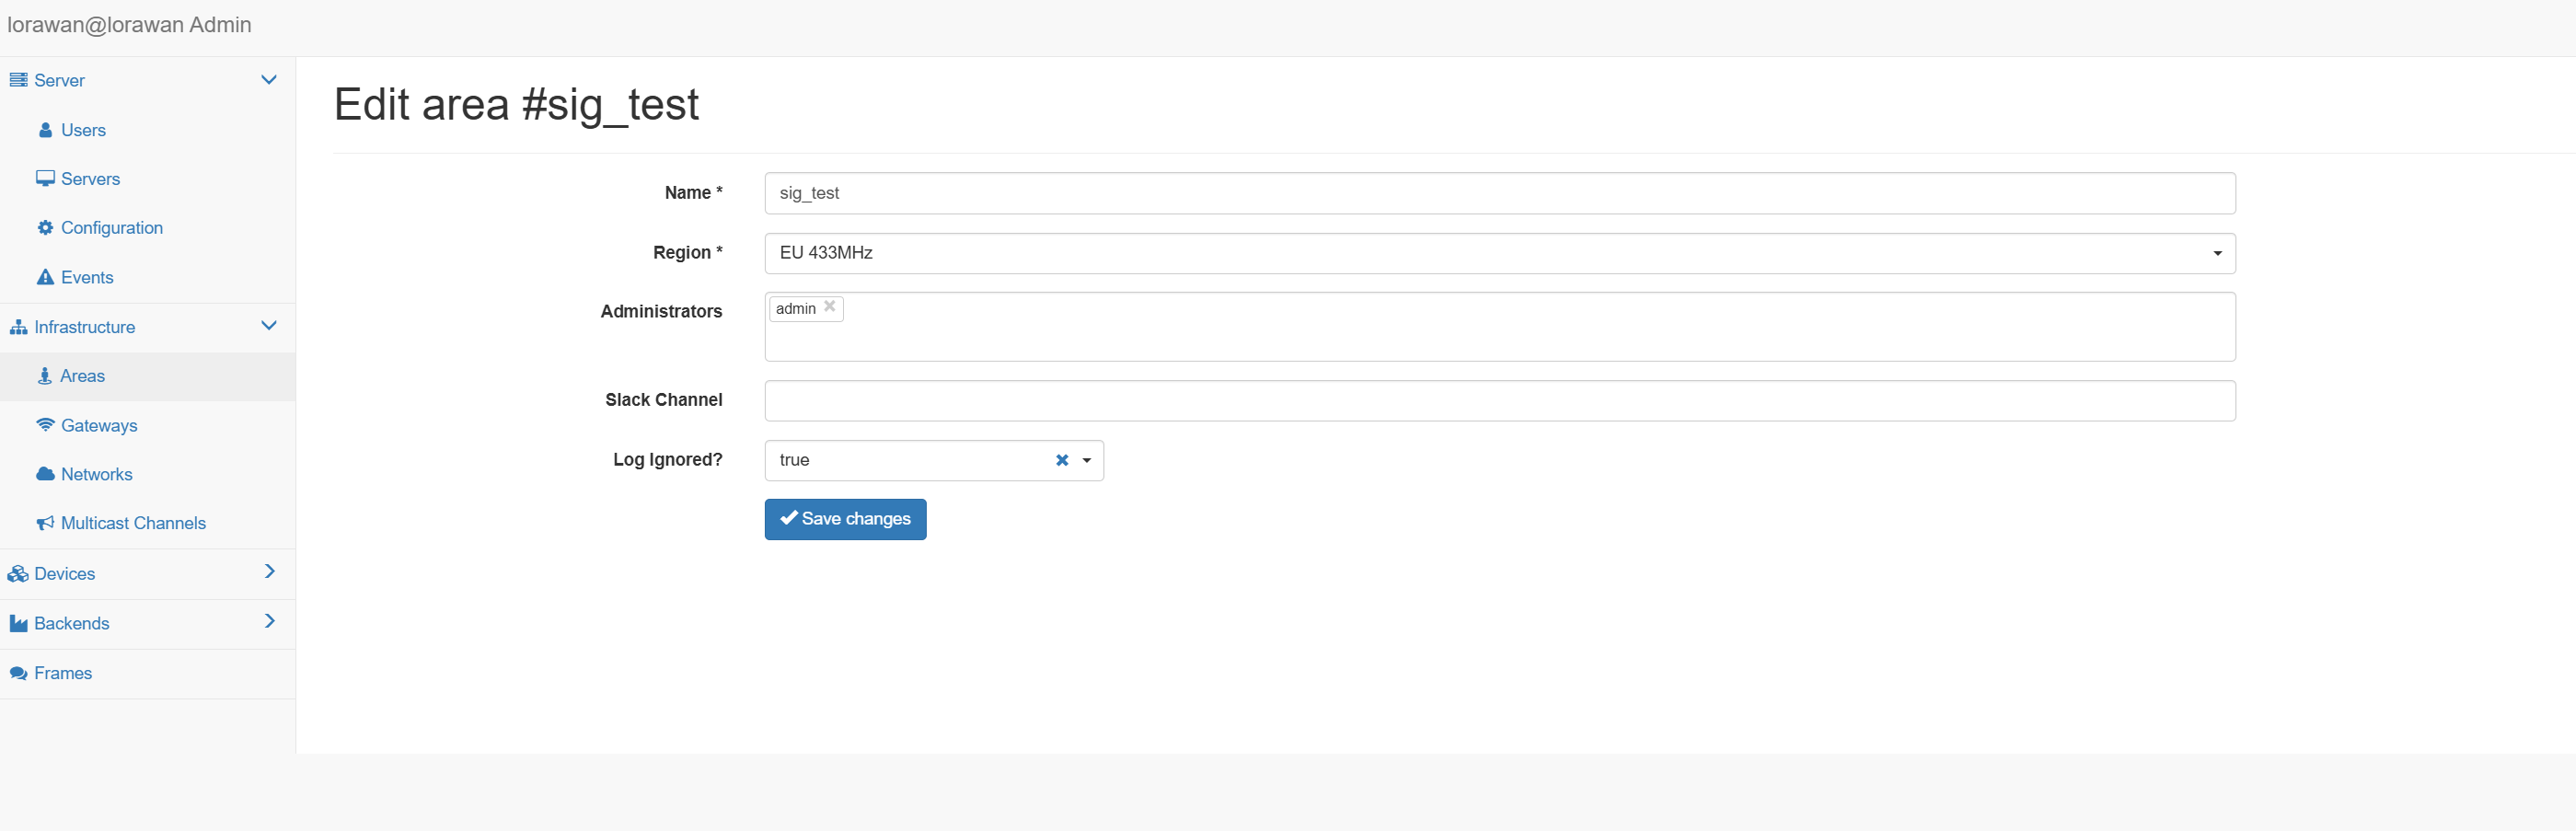 lorawan@lorawan Admin
Server
Users
Servers
Configuration
Events
Infrastructure
Areas
Gateways
Networks
Multicast Channels
Devices
Backends
Frames
Edit area #sig_test
Name * sig_test
Region * EU 433MHz
Administrators admin
Slack Channel
Log Ignored? true
Save changes